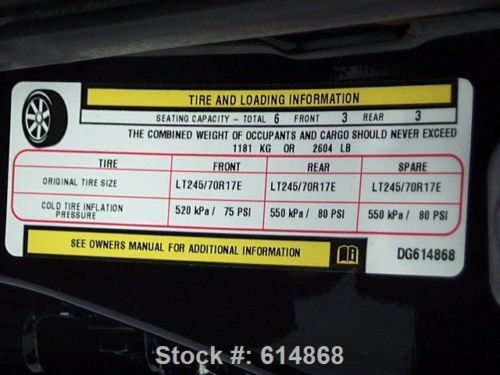 TIRE AND LOADING INFORMATION
SEATING CAPACITY – TOTAL 6 FRONT 3 REAR 3
THE COMBINED WEIGHT OF OCCUPANTS AND CARGO SHOULD NEVER EXCEED
1181 KG OR 2604 LB
TIRE FRONT REAR SPARE
ORIGINAL TIRE SIZE LT245/70R17E LT245/70R17E LT245/70R17E
COLD TIRE INFLATION PRESSURE 520 kPa / 75 PSI 550 kPa / 80 PSI 550 kPa / 80 PSI
SEE OWNERS MANUAL FOR ADDITIONAL INFORMATION DG614868
Stock #: 614868